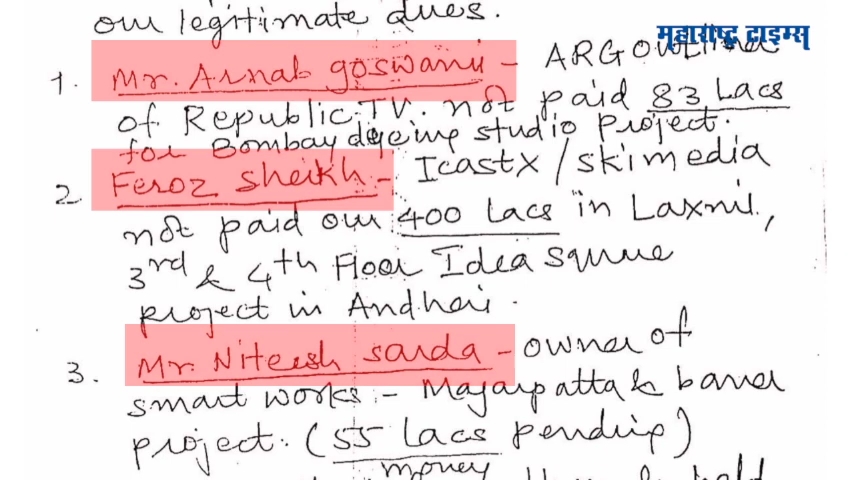 our legitimate dues.
महाराष्ट्र टाइम्स
1. Mr. Arnab goswami - ARG Outlier
of Republic TV. not paid 83 Lacs
for Bombay dyeing studio Project.
2. Feroz Sheikh - IcastX / skimedia
not paid our 400 lacs in Laxmi,
3rd & 4th Floor Idea Square
project in Andheri.
3. Mr. Niteesh sarda - owner of
smart works - Magarpatta & baner
project. (55 lacs pending)
money